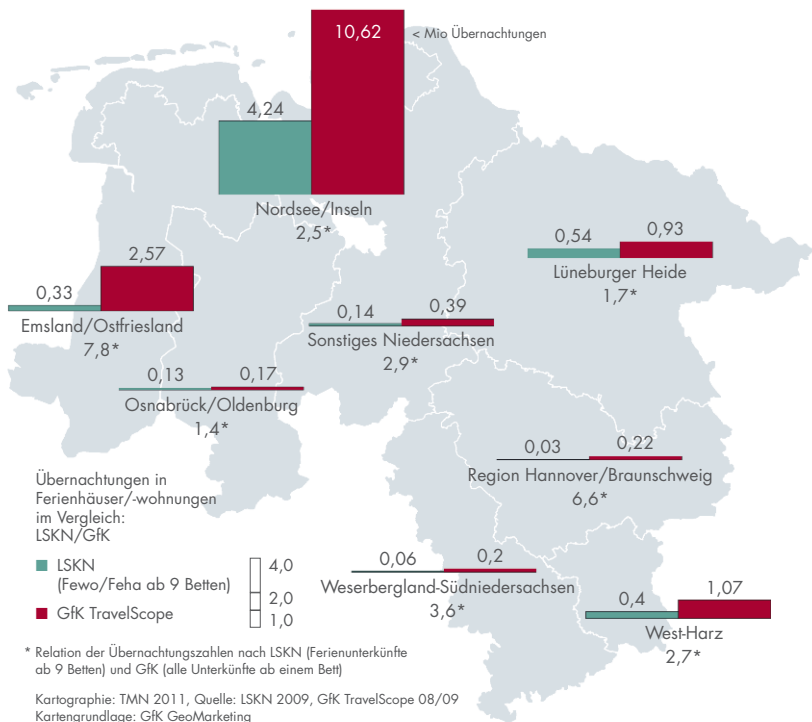 10,62
< Mio Übernachtungen
4,24
Nordsee/Inseln
2,5*
0,54 0,93
Lüneburger Heide
1,7*
0,33 2,57
Emsland/Ostfriesland
7,8*
0,14 0,39
Sonstiges Niedersachsen
2,9*
0,13 0,17
Osnabrück/Oldenburg
1,4*
0,03 0,22
Region Hannover/Braunschweig
6,6*
0,06 0,2
Weserbergland-Südniedersachsen
3,6*
0,4 1,07
West-Harz
2,7*
Übernachtungen in
Ferienhäuser/-wohnungen
im Vergleich:
LSKN/GfK
LSKN
(Fewo/Feha ab 9 Betten)
GfK TravelScope
4,0
2,0
1,0
* Relation der Übernachtungszahlen nach LSKN (Ferienunterkünfte
ab 9 Betten) und GfK (alle Unterkünfte ab einem Bett)
Kartographie: TMN 2011, Quelle: LSKN 2009, GfK TravelScope 08/09
Kartengrundlage: GfK GeoMarketing